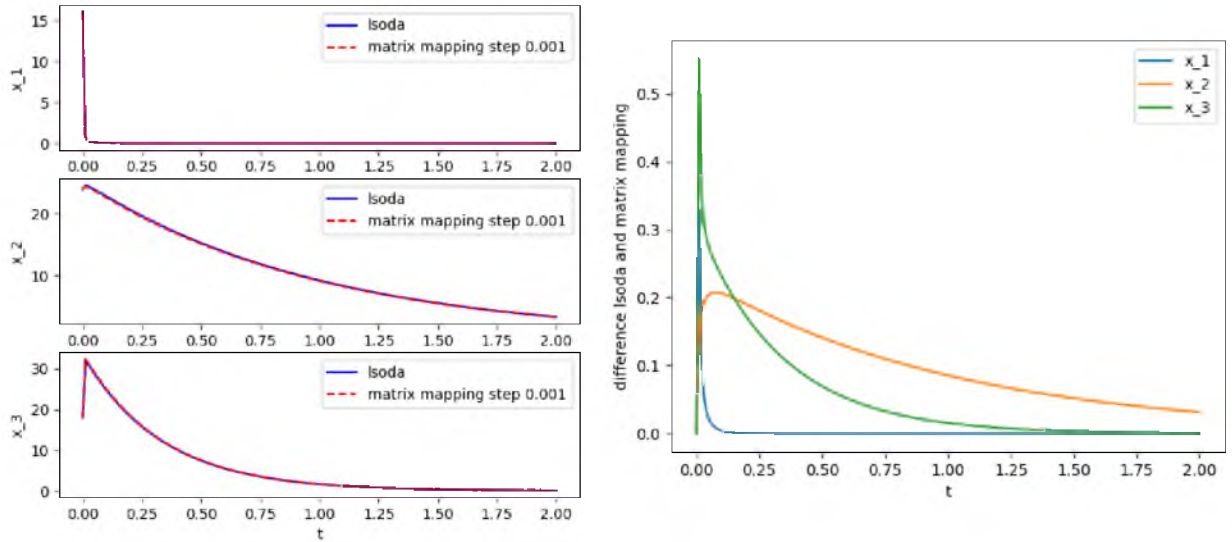 15
10
5
0
x_1
lsoda
matrix mapping step 0.001
0.00 0.25 0.50 0.75 1.00 1.25 1.50 1.75 2.00
20
10
x_2
lsoda
matrix mapping step 0.001
0.00 0.25 0.50 0.75 1.00 1.25 1.50 1.75 2.00
30
20
10
0
x_3
lsoda
matrix mapping step 0.001
0.00 0.25 0.50 0.75 1.00 1.25 1.50 1.75 2.00
t
difference lsoda and matrix mapping
0.5
0.4
0.3
0.2
0.1
0.0
x_1
x_2
x_3
0.00 0.25 0.50 0.75 1.00 1.25 1.50 1.75 2.00
t